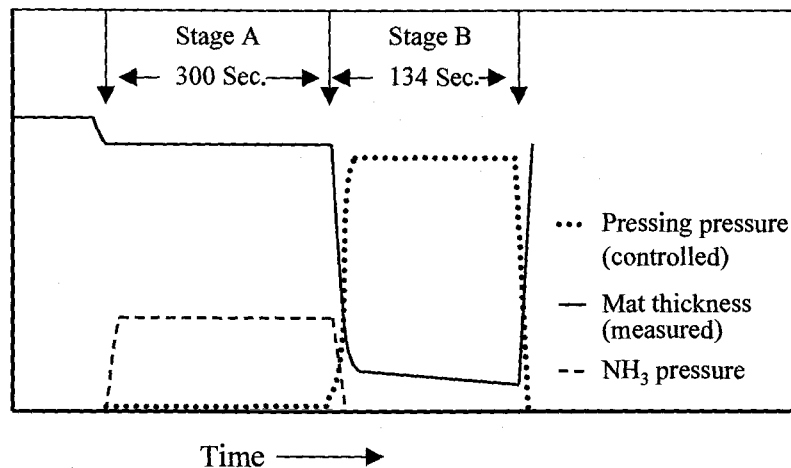 Stage A
Stage B
300 Sec.
134 Sec.
Pressing pressure
(controlled)
Mat thickness
(measured)
NH₃ pressure
Time